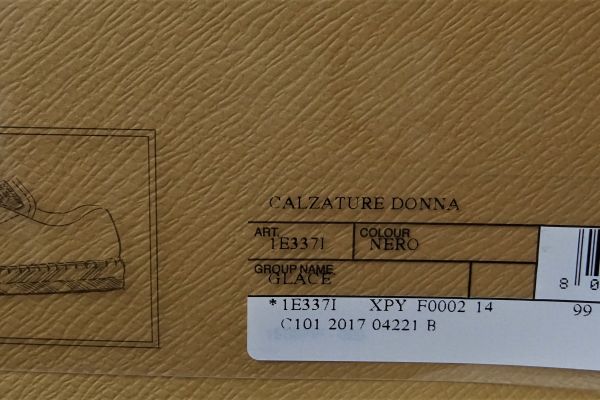 CALZATURE DONNA
ART. 1E337I COLOUR NERO
GROUP NAME GLACE
8 0
* 1E337I XPY F0002 14 99
C101 2017 04221 B